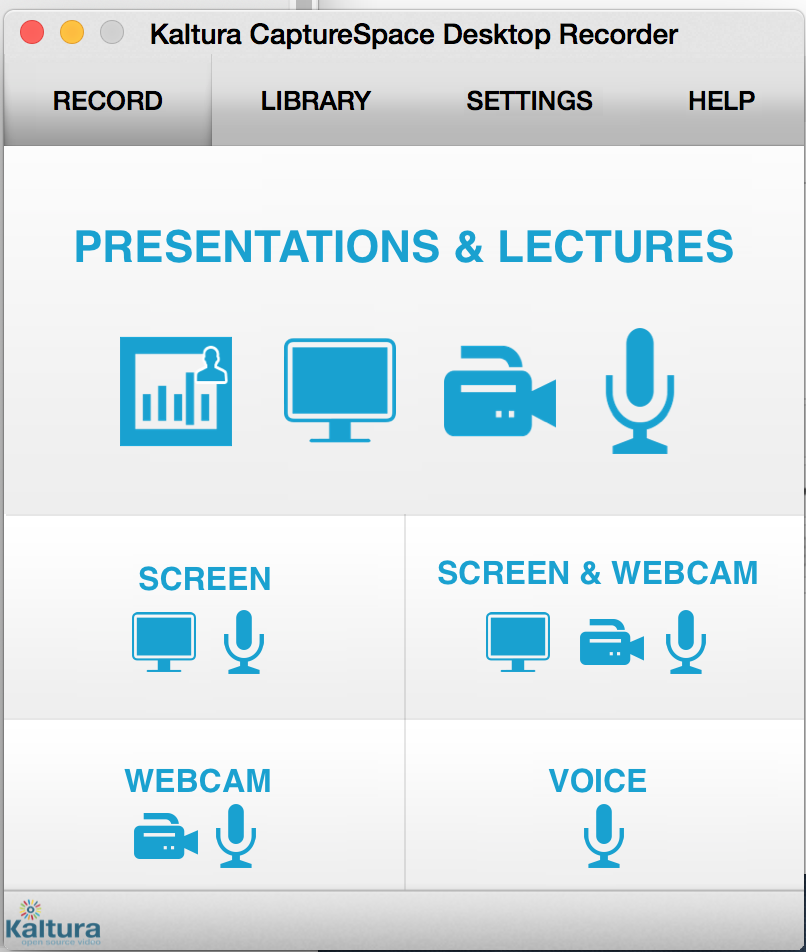 Kaltura CaptureSpace Desktop Recorder
RECORD LIBRARY SETTINGS HELP
PRESENTATIONS & LECTURES
SCREEN
SCREEN & WEBCAM
WEBCAM
VOICE
Kaltura
open source video